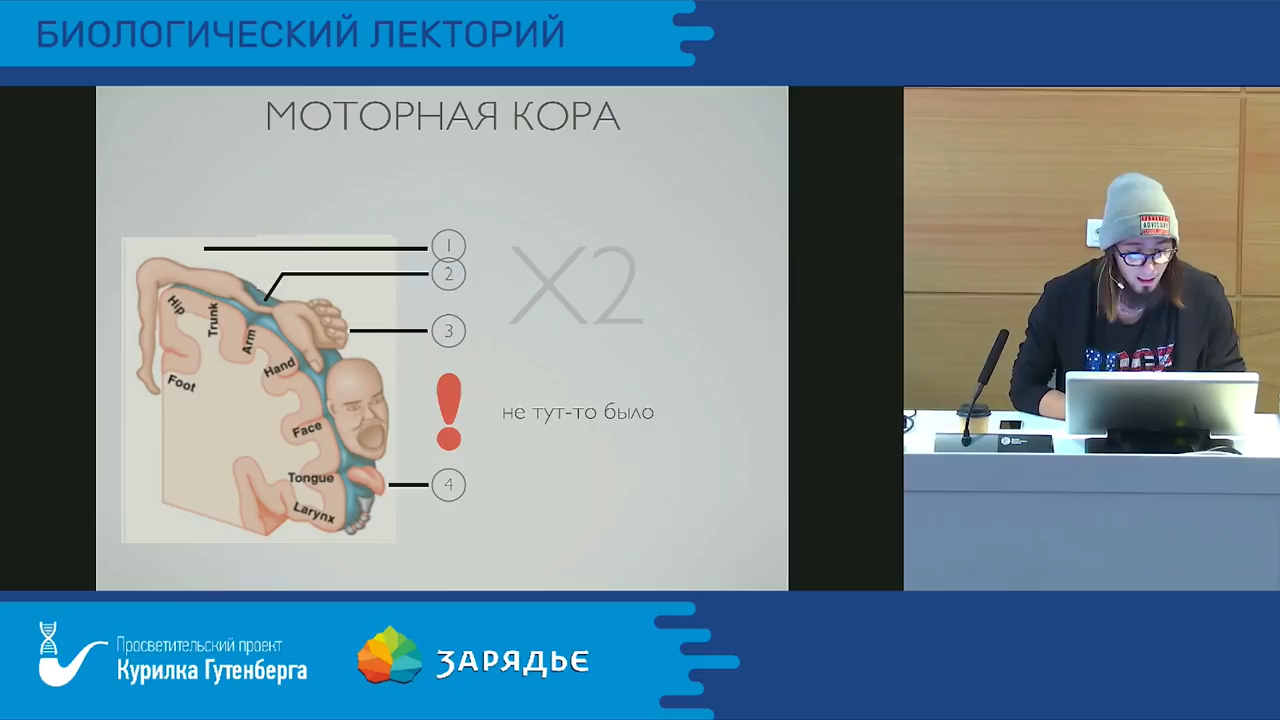 БИОЛОГИЧЕСКИЙ ЛЕКТОРИЙ
МОТОРНАЯ КОРА
1
2
3
4
X2
не тут-то было
Hip
Trunk
Arm
Hand
Foot
Face
Tongue
Larynx
ADVISORY
Просветительский проект
Курилка Гутенберга
ЗАРЯДЬЕ